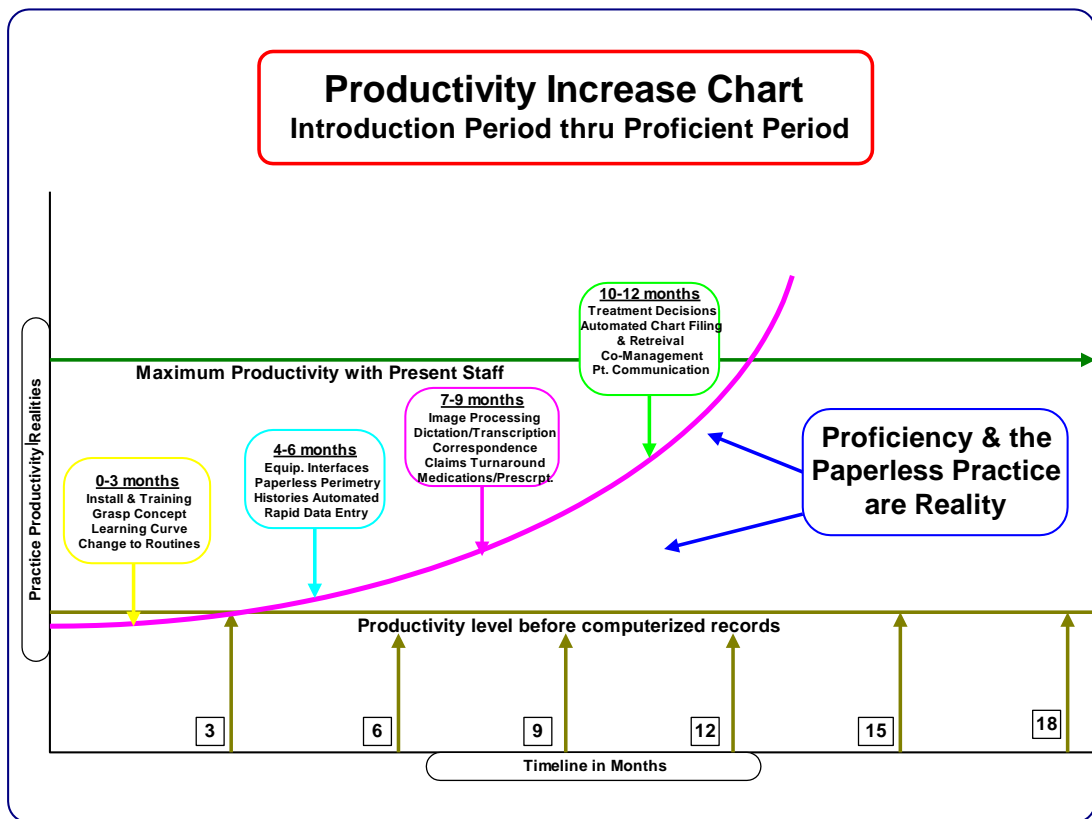 Productivity Increase Chart
Introduction Period thru Proficient Period
10-12 months
Treatment Decisions
Automated Chart Filing
& Retreival
Co-Management
Pt. Communication
Maximum Productivity with Present Staff
7-9 months
Image Processing
Dictation/Transcription
Correspondence
Claims Turnaround
Medications/Prescrpt.
4-6 months
Equip. Interfaces
Paperless Perimetry
Histories Automated
Rapid Data Entry
0-3 months
Install & Training
Grasp Concept
Learning Curve
Change to Routines
Proficiency & the
Paperless Practice
are Reality
Practice Productivity Realities
Productivity level before computerized records
3
6
9
12
15
18
Timeline in Months